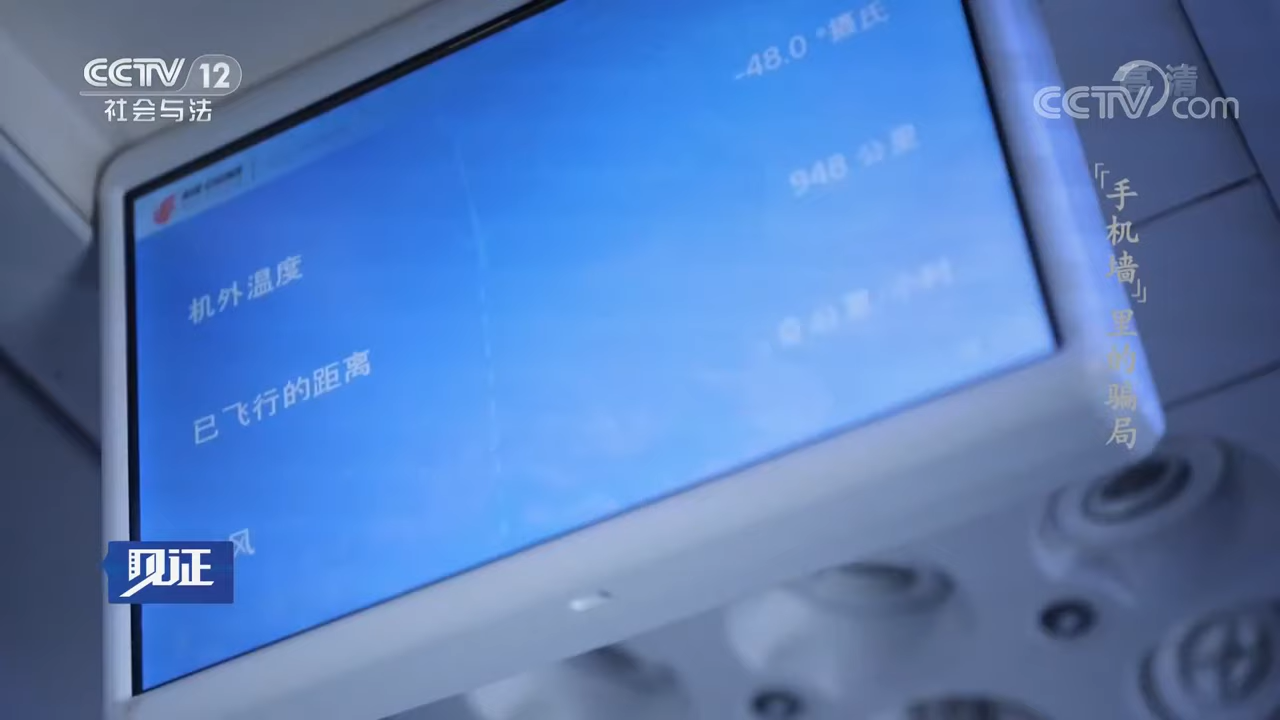 CCTV 12
社会与法
高清
CCTV.com
「手机墙」里的骗局
-48.0 °摄氏
948 公里
机外温度
已飞行的距离
风
见证